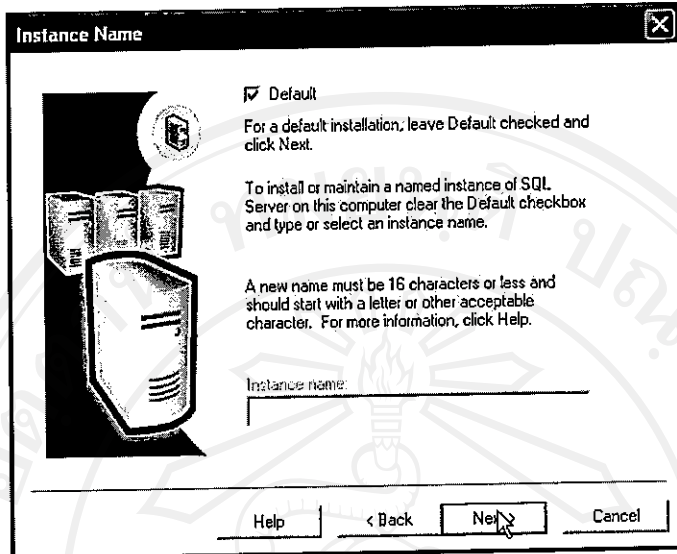 Instance Name
Default
For a default installation, leave Default checked and
click Next.
To install or maintain a named instance of SQL
Server on this computer clear the Default checkbox
and type or select an instance name.
A new name must be 16 characters or less and
should start with a letter or other acceptable
character. For more information, click Help.
Instance name:
Help
< Back
Cancel